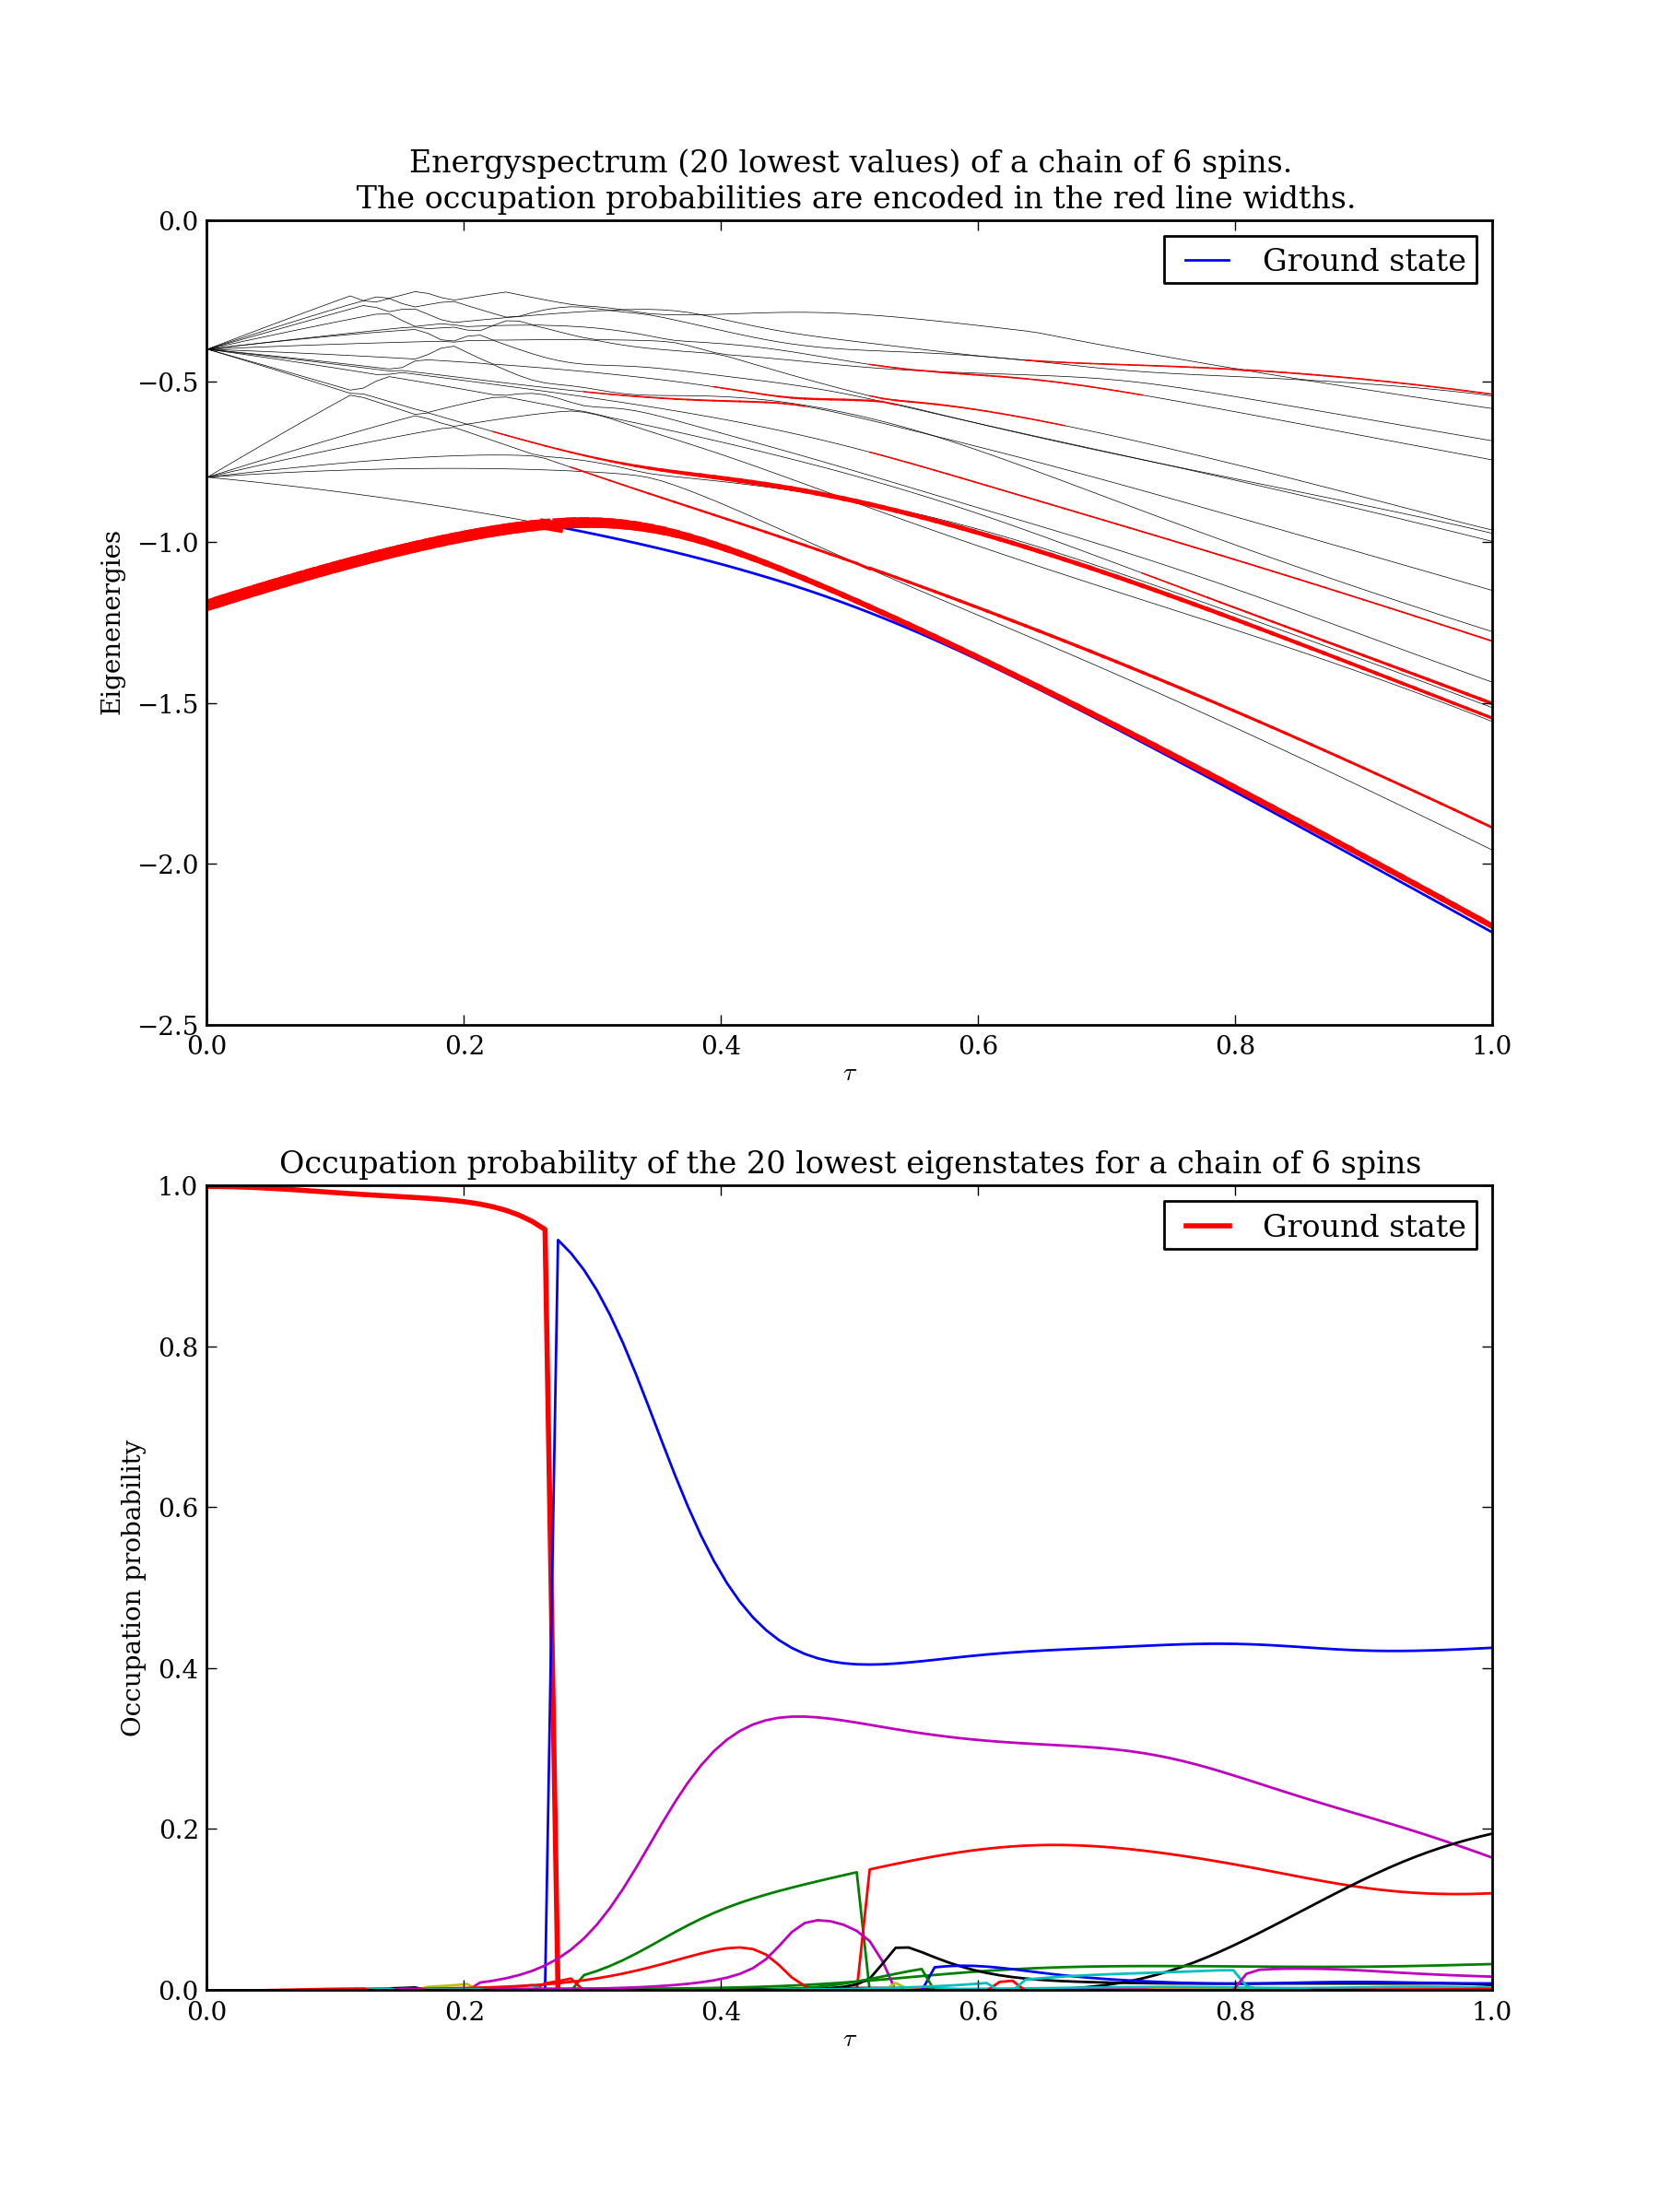 Energyspectrum (20 lowest values) of a chain of 6 spins.
The occupation probabilities are encoded in the red line widths.
0.0
−0.5
−1.0
−1.5
−2.0
−2.5
Eigenenergies
Ground state
0.0 0.2 0.4 0.6 0.8 1.0
τ
Occupation probability of the 20 lowest eigenstates for a chain of 6 spins
1.0
0.8
0.6
0.4
0.2
0.0
Occupation probability
Ground state
0.0 0.2 0.4 0.6 0.8 1.0
τ